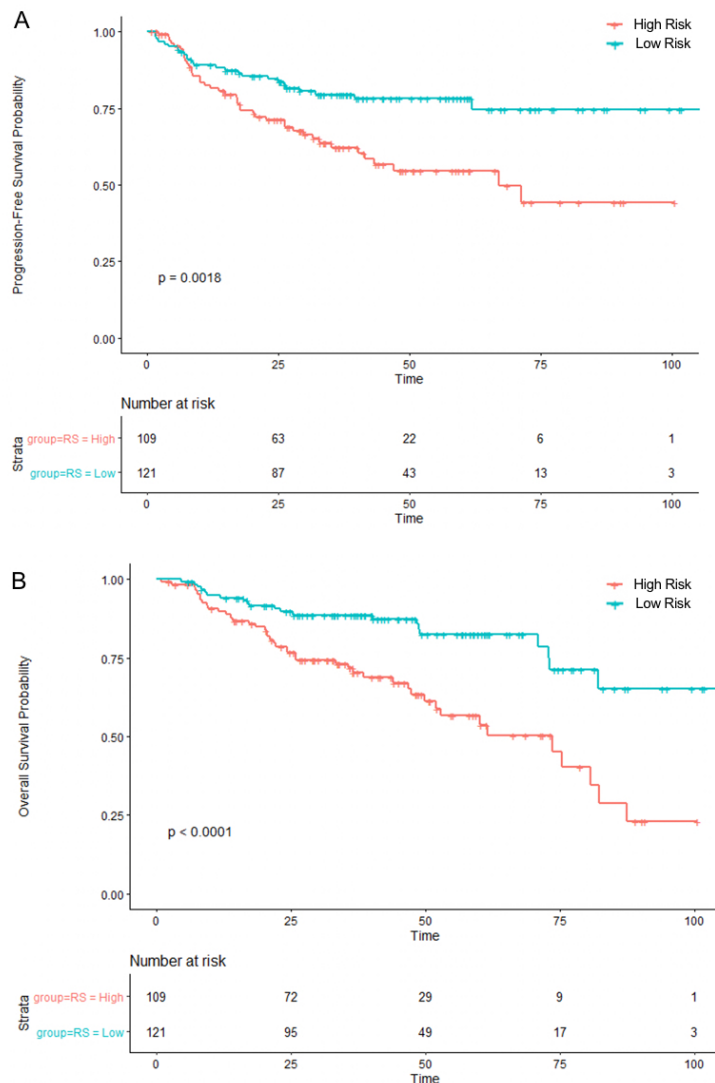 A
High Risk
Low Risk
Progression-Free Survival Probability
1.00
0.75
0.50
0.25
0.00
p = 0.0018
0 25 50 75 100
Time
Number at risk
Strata
group=RS = High 109 63 22 6 1
group=RS = Low 121 87 43 13 3
0 25 50 75 100
Time
B
High Risk
Low Risk
Overall Survival Probability
1.00
0.75
0.50
0.25
0.00
p < 0.0001
0 25 50 75 100
Time
Number at risk
Strata
group=RS = High 109 72 29 9 1
group=RS = Low 121 95 49 17 3
0 25 50 75 100
Time